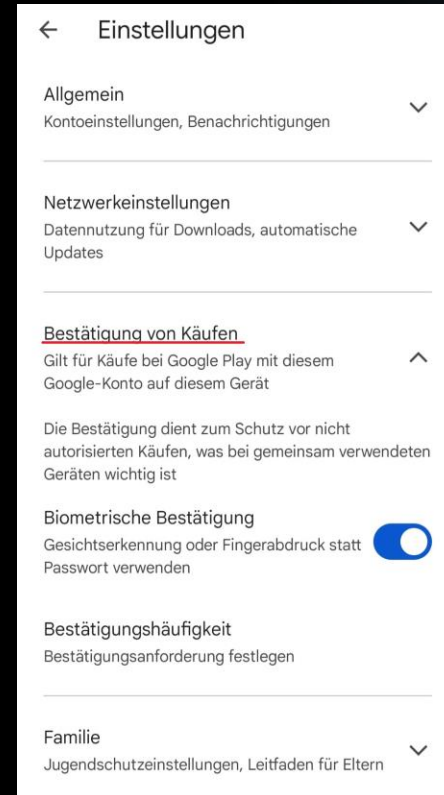 Einstellungen
Allgemein
Kontoeinstellungen, Benachrichtigungen
Netzwerkeinstellungen
Datennutzung für Downloads, automatische
Updates
Bestätigung von Käufen
Gilt für Käufe bei Google Play mit diesem
Google-Konto auf diesem Gerät
Die Bestätigung dient zum Schutz vor nicht
autorisierten Käufen, was bei gemeinsam verwendeten
Geräten wichtig ist
Biometrische Bestätigung
Gesichtserkennung oder Fingerabdruck statt
Passwort verwenden
Bestätigungshäufigkeit
Bestätigungsanforderung festlegen
Familie
Jugendschutzeinstellungen, Leitfaden für Eltern